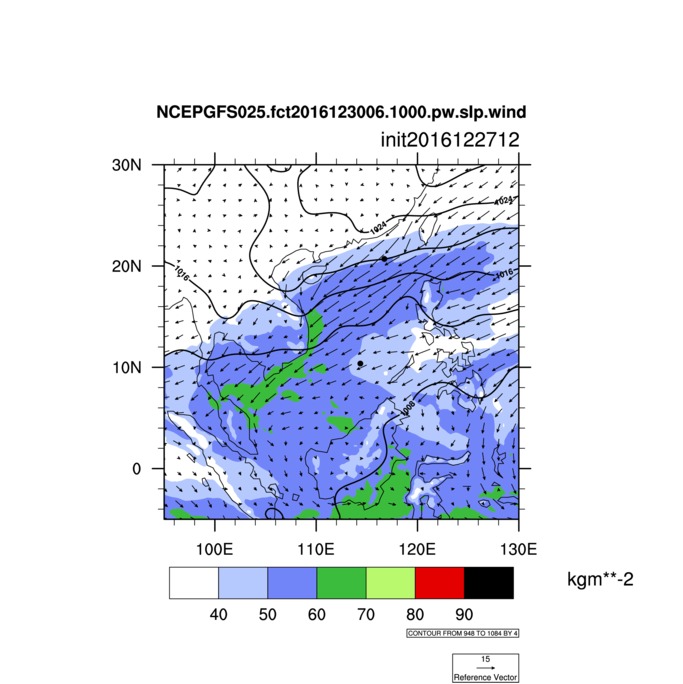 NCEPGFS025.fct2016123006.1000.pw.slp.wind
init2016122712
30N
20N
10N
0
1024
1024
1016
1016
1008
100E 110E 120E 130E
kgm**-2
40 50 60 70 80 90
CONTOUR FROM 948 TO 1084 BY 4
15
Reference Vector